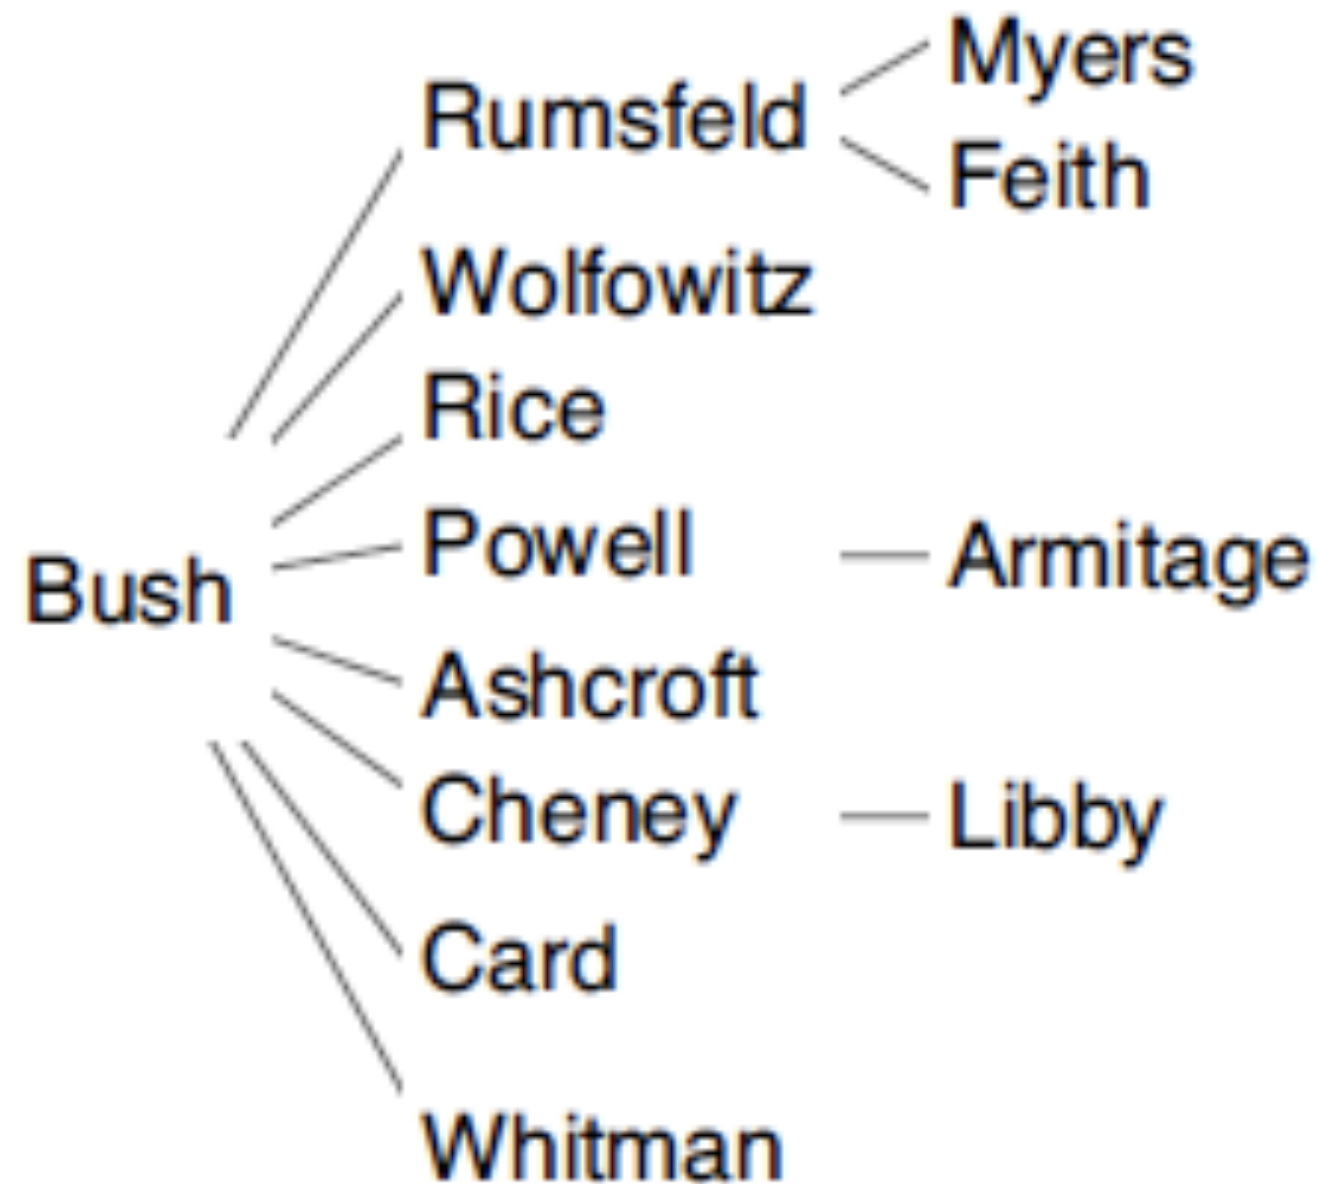 Myers
Rumsfeld
Feith
Wolfowitz
Rice
Powell
Armitage
Bush
Ashcroft
Cheney
Libby
Card
Whitman